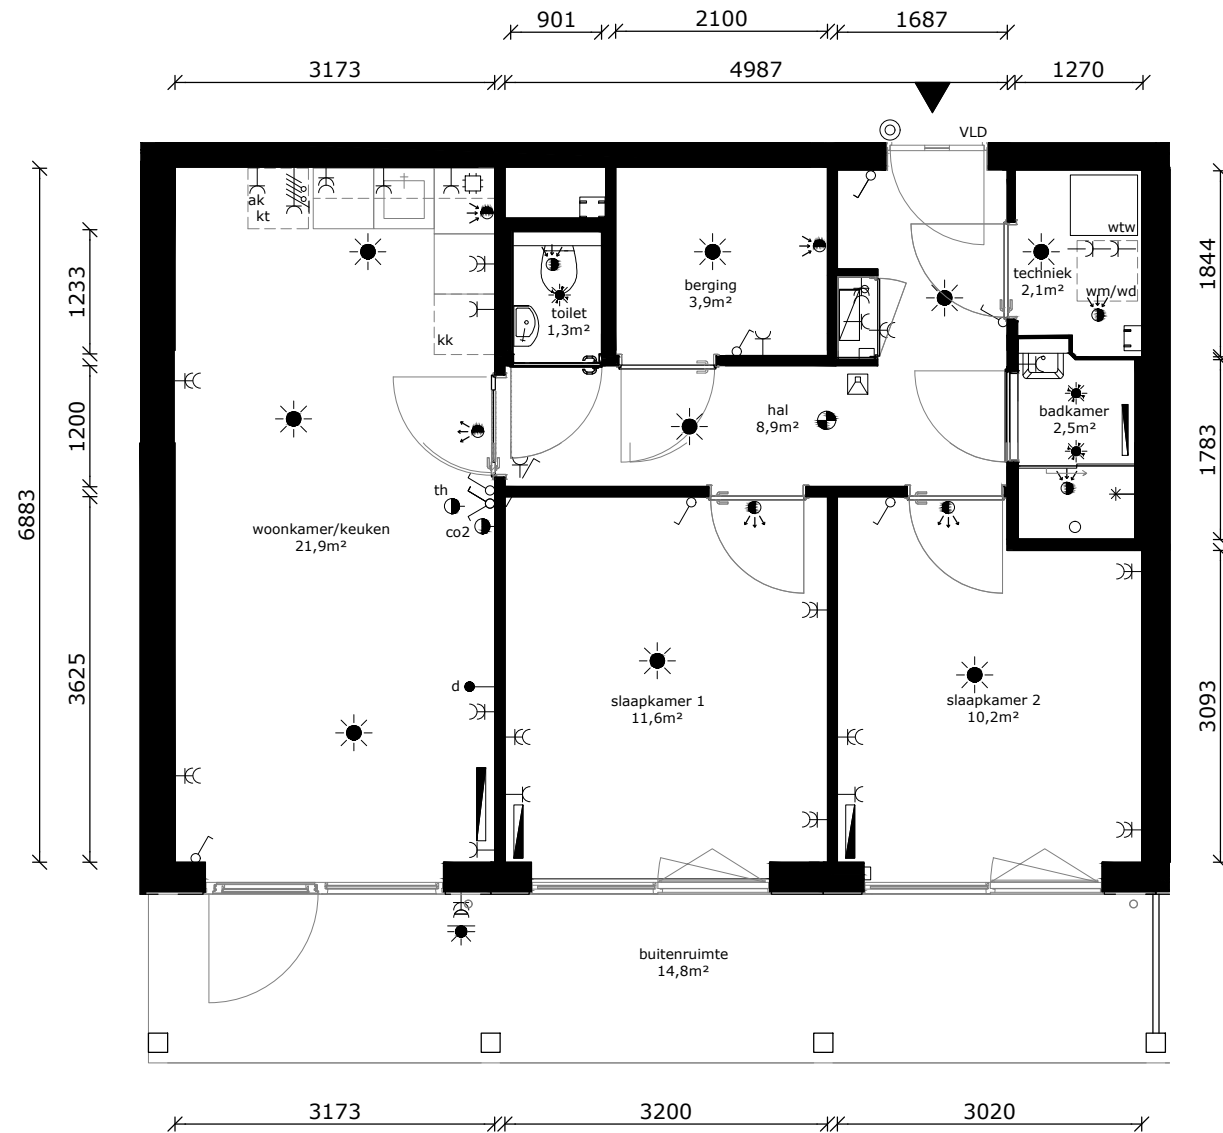 901
2100
1687
3173
4987
1270
VLD
ak
kt
wtw
techniek
2,1m²
wm/wd
berging
3,9m²
toilet
1,3m²
kk
1233
1844
1200
hal
8,9m²
badkamer
2,5m²
1783
6883
th
co2
woonkamer/keuken
21,9m²
3625
d
slaapkamer 1
11,6m²
slaapkamer 2
10,2m²
3093
buitenruimte
14,8m²
3173
3200
3020